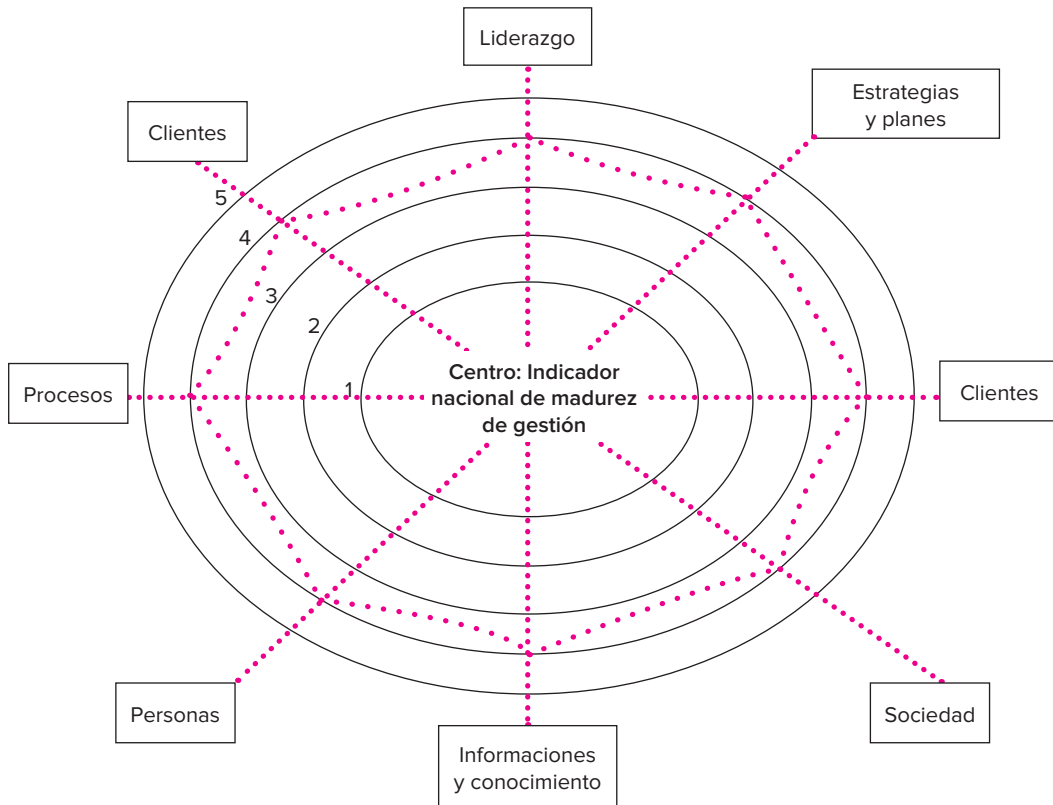 Liderazgo
Estrategias
y planes
Clientes
5
4
3
2
1
Procesos
Centro: Indicador
nacional de madurez
de gestión
Clientes
Personas
Informaciones
y conocimiento
Sociedad